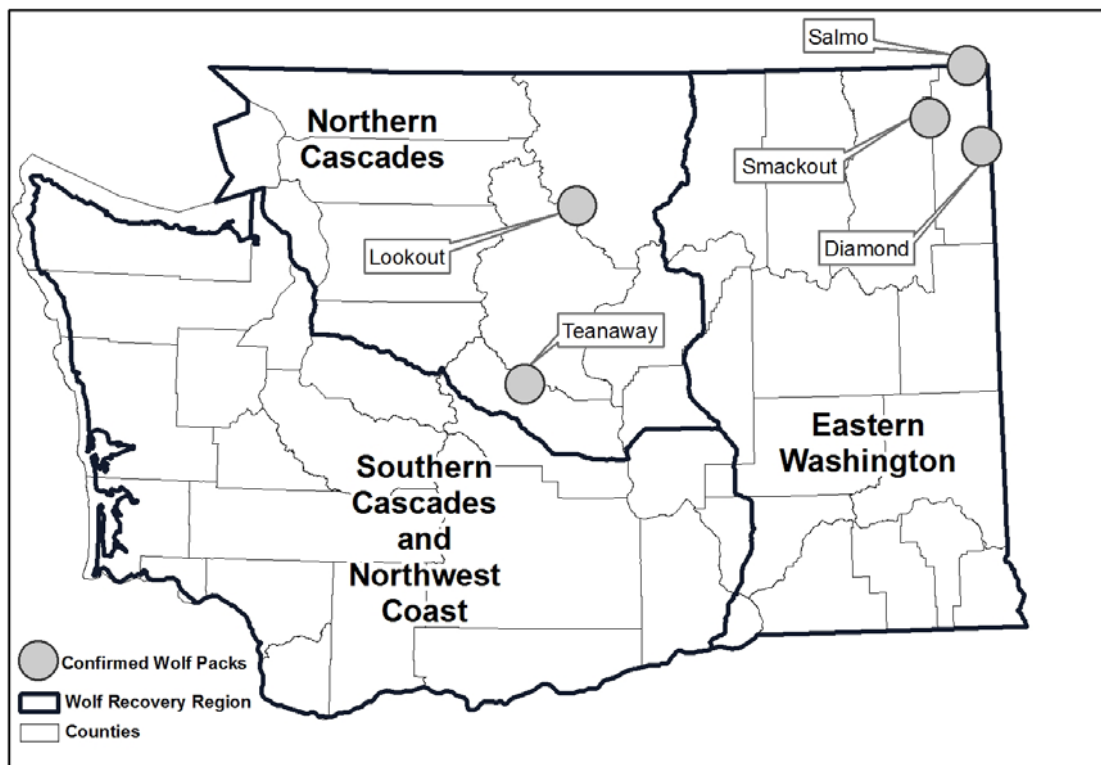 Salmo
Northern
Cascades
Smackout
Lookout
Diamond
Teanaway
Eastern
Washington
Southern
Cascades
and
Northwest
Coast
Confirmed Wolf Packs
Wolf Recovery Region
Counties